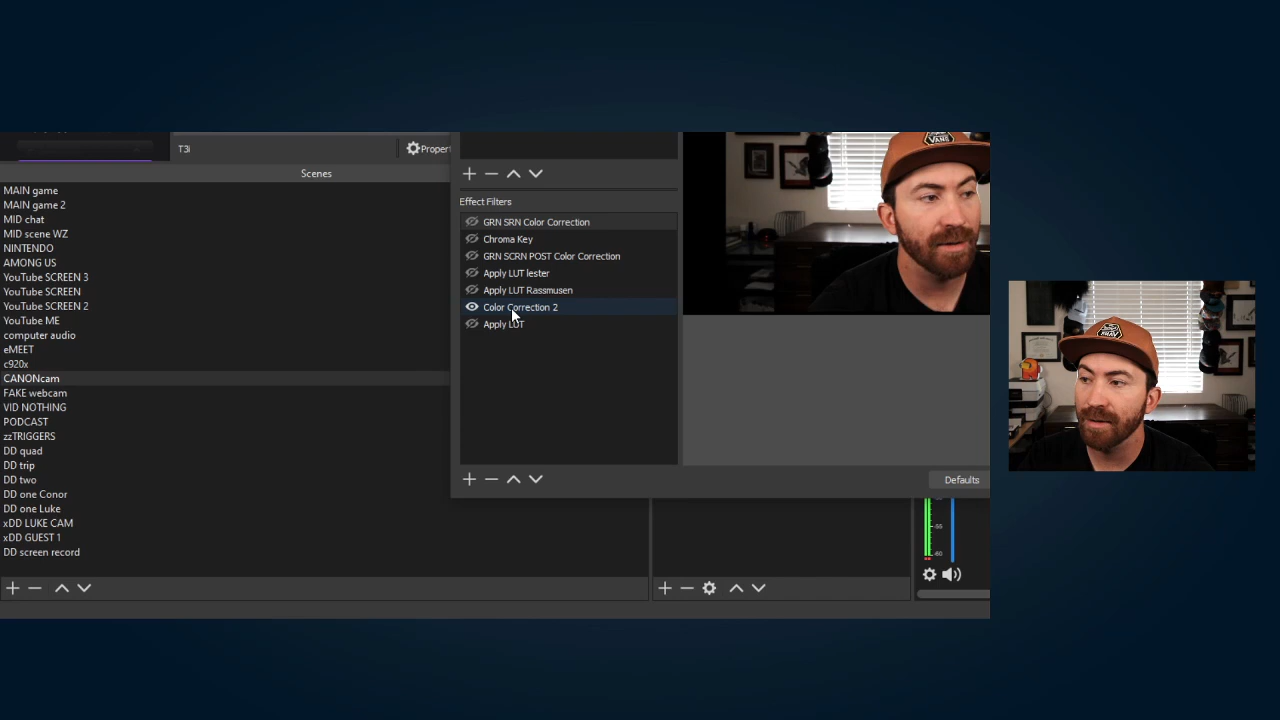 T3i
Propert
Scenes
MAIN game
MAIN game 2
MID chat
MID scene WZ
NINTENDO
AMONG US
YouTube SCREEN 3
YouTube SCREEN
YouTube SCREEN 2
YouTube ME
computer audio
eMEET
c920x
CANONcam
FAKE webcam
VID NOTHING
PODCAST
zzTRIGGERS
DD quad
DD trip
DD two
DD one Conor
DD one Luke
xDD LUKE CAM
xDD GUEST 1
DD screen record
Effect Filters
GRN SRN Color Correction
Chroma Key
GRN SCRN POST Color Correction
Apply LUT lester
Apply LUT Rassmusen
Color Correction 2
Apply LUT
VANS
Defaults
-55
-60